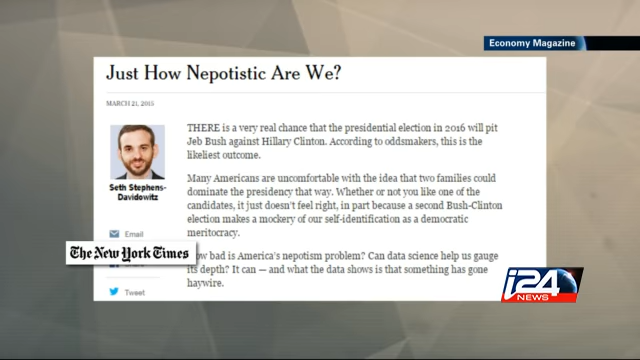 Economy Magazine
Just How Nepotistic Are We?
MARCH 21, 2015
THERE is a very real chance that the presidential election in 2016 will pit
Jeb Bush against Hillary Clinton. According to oddsmakers, this is the
likeliest outcome.
Seth Stephens-
Davidowitz
Many Americans are uncomfortable with the idea that two families could
dominate the presidency that way. Whether or not you like one of the
candidates, it just doesn't feel right, in part because a second Bush-Clinton
election makes a mockery of our self-identification as a democratic
meritocracy.
Email
The New York Times
bad is America's nepotism problem? Can data science help us gauge
its depth? It can — and what the data shows is that something has gone
haywire.
Tweet
i24
NEWS